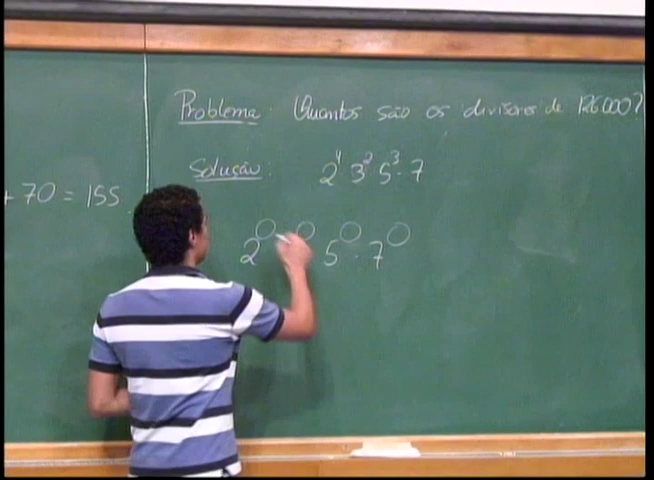 Problema: Quantos são os divisores de 126000?
Solução: 2⁴ 3² 5³ · 7
+ 70 = 155
2 5 · 7